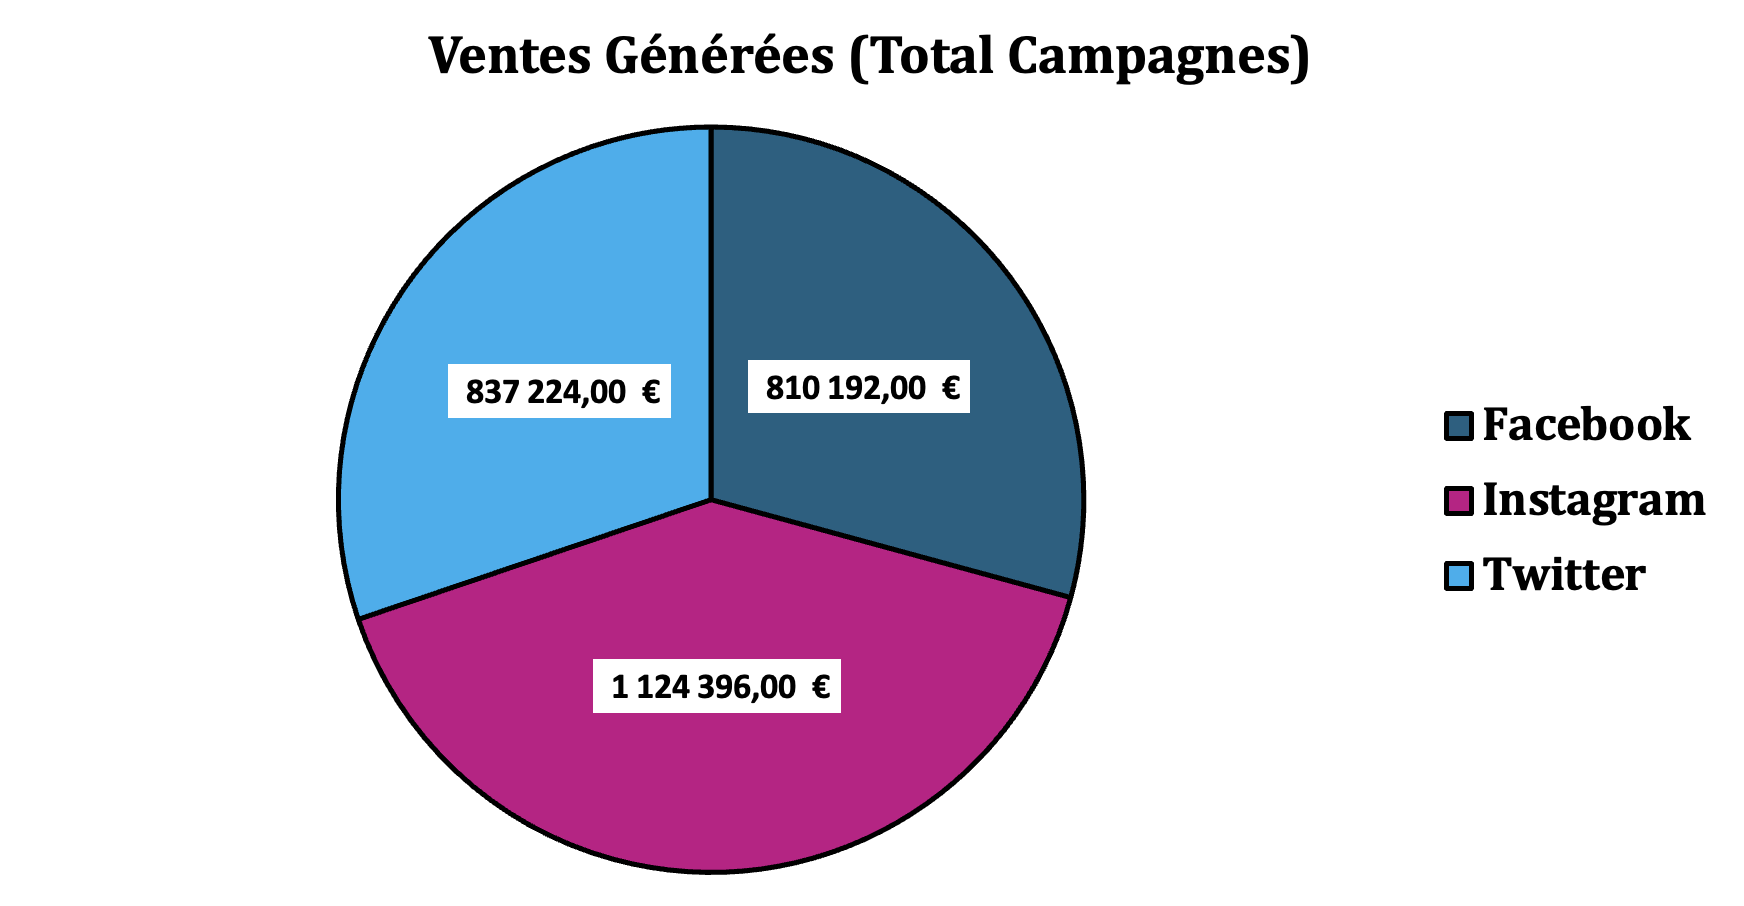 Ventes Générées (Total Campagnes)
837 224,00 €
810 192,00 €
1 124 396,00 €
Facebook
Instagram
Twitter